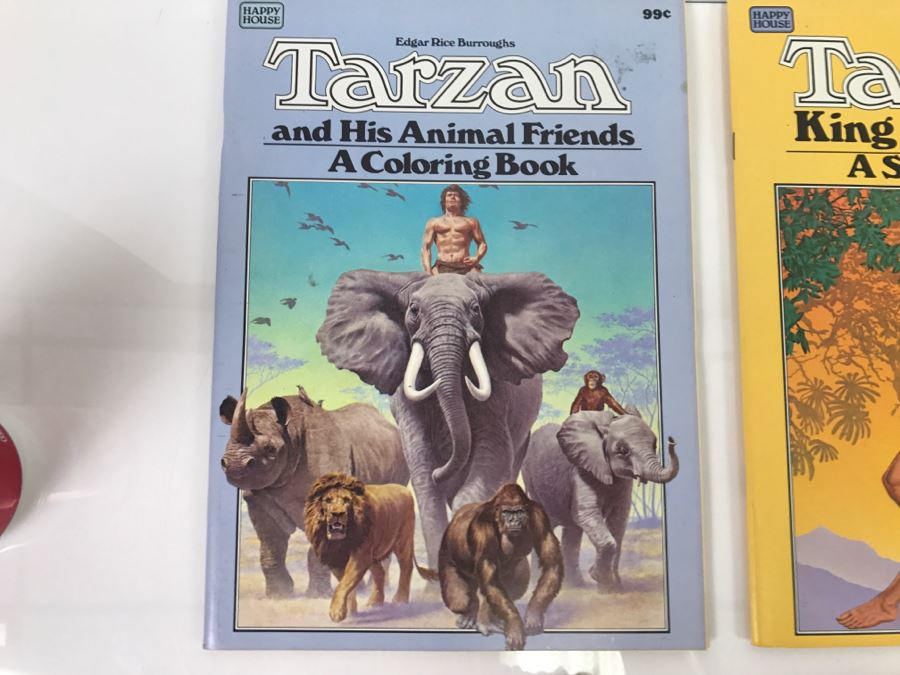 HAPPY
HOUSE
99¢
Edgar Rice Burroughs
Tarzan
and His Animal Friends
A Coloring Book
HAPPY
HOUSE
Ta
King
A S